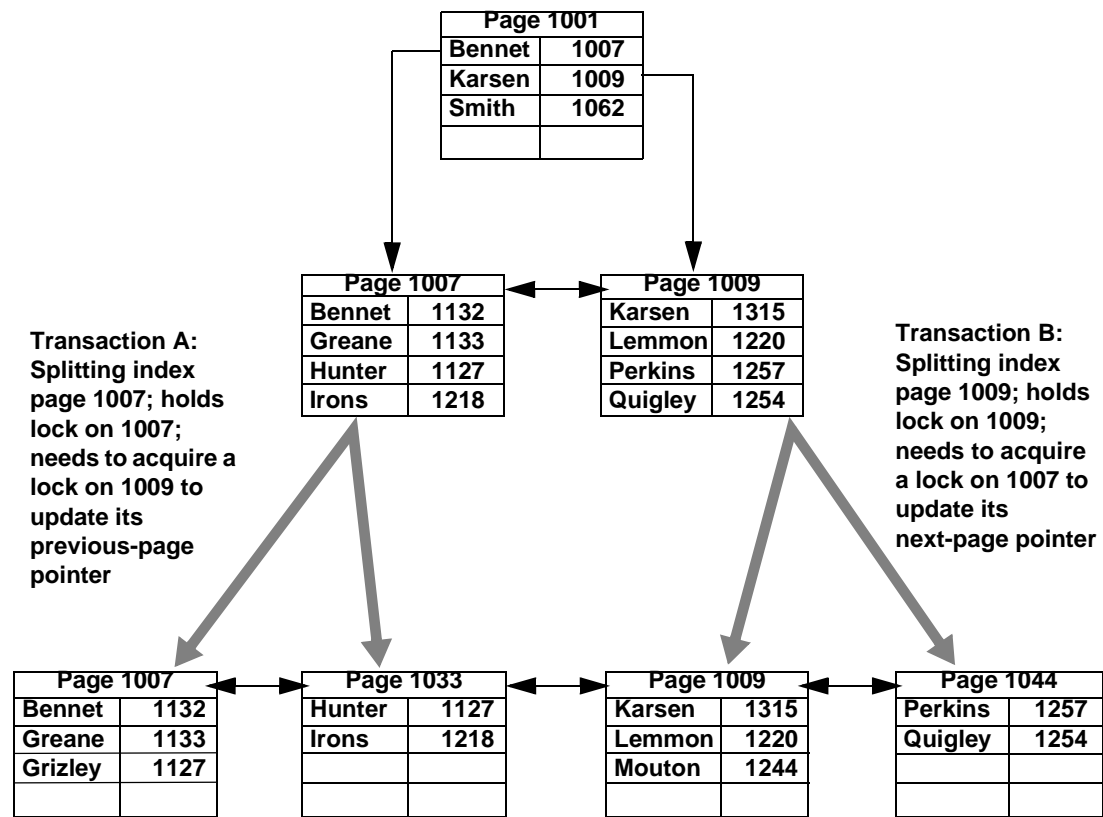 Page 1001
Bennet 1007
Karsen 1009
Smith 1062
Page 1007
Bennet 1132
Greane 1133
Hunter 1127
Irons 1218
Page 1009
Karsen 1315
Lemmon 1220
Perkins 1257
Quigley 1254
Transaction A:
Splitting index
page 1007; holds
lock on 1007;
needs to acquire a
lock on 1009 to
update its
previous-page
pointer
Transaction B:
Splitting index
page 1009; holds
lock on 1009;
needs to acquire
a lock on 1007 to
update its
next-page pointer
Page 1007
Bennet 1132
Greane 1133
Grizley 1127
Page 1033
Hunter 1127
Irons 1218
Page 1009
Karsen 1315
Lemmon 1220
Mouton 1244
Page 1044
Perkins 1257
Quigley 1254